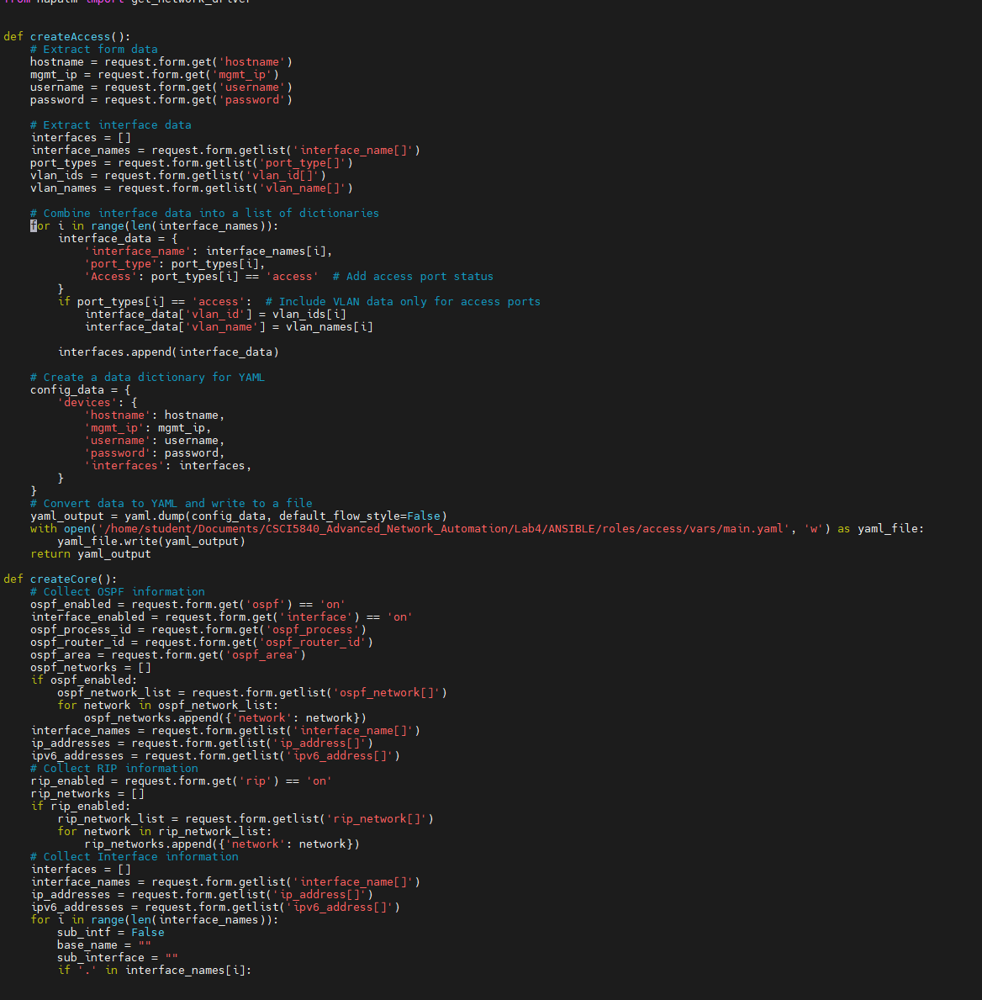 from napalm import get_network_driver
def createAccess():
    # Extract form data
    hostname = request.form.get('hostname')
    mgmt_ip = request.form.get('mgmt_ip')
    username = request.form.get('username')
    password = request.form.get('password')
    # Extract interface data
    interfaces = []
    interface_names = request.form.getlist('interface_name[]')
    port_types = request.form.getlist('port_type[]')
    vlan_ids = request.form.getlist('vlan_id[]')
    vlan_names = request.form.getlist('vlan_name[]')
    # Combine interface data into a list of dictionaries
    for i in range(len(interface_names)):
        interface_data = {
            'interface_name': interface_names[i],
            'port_type': port_types[i],
            'Access': port_types[i] == 'access'  # Add access port status
        }
        if port_types[i] == 'access':  # Include VLAN data only for access ports
            interface_data['vlan_id'] = vlan_ids[i]
            interface_data['vlan_name'] = vlan_names[i]
        interfaces.append(interface_data)
    # Create a data dictionary for YAML
    config_data = {
        'devices': {
            'hostname': hostname,
            'mgmt_ip': mgmt_ip,
            'username': username,
            'password': password,
            'interfaces': interfaces,
        }
    }
    # Convert data to YAML and write to a file
    yaml_output = yaml.dump(config_data, default_flow_style=False)
    with open('/home/student/Documents/CSCI5840_Advanced_Network_Automation/Lab4/ANSIBLE/roles/access/vars/main.yaml', 'w') as yaml_file:
        yaml_file.write(yaml_output)
    return yaml_output
def createCore():
    # Collect OSPF information
    ospf_enabled = request.form.get('ospf') == 'on'
    interface_enabled = request.form.get('interface') == 'on'
    ospf_process_id = request.form.get('ospf_process')
    ospf_router_id = request.form.get('ospf_router_id')
    ospf_area = request.form.get('ospf_area')
    ospf_networks = []
    if ospf_enabled:
        ospf_network_list = request.form.getlist('ospf_network[]')
        for network in ospf_network_list:
            ospf_networks.append({'network': network})
    interface_names = request.form.getlist('interface_name[]')
    ip_addresses = request.form.getlist('ip_address[]')
    ipv6_addresses = request.form.getlist('ipv6_address[]')
    # Collect RIP information
    rip_enabled = request.form.get('rip') == 'on'
    rip_networks = []
    if rip_enabled:
        rip_network_list = request.form.getlist('rip_network[]')
        for network in rip_network_list:
            rip_networks.append({'network': network})
    # Collect Interface information
    interfaces = []
    interface_names = request.form.getlist('interface_name[]')
    ip_addresses = request.form.getlist('ip_address[]')
    ipv6_addresses = request.form.getlist('ipv6_address[]')
    for i in range(len(interface_names)):
        sub_intf = False
        base_name = ""
        sub_interface = ""
        if '.' in interface_names[i]: